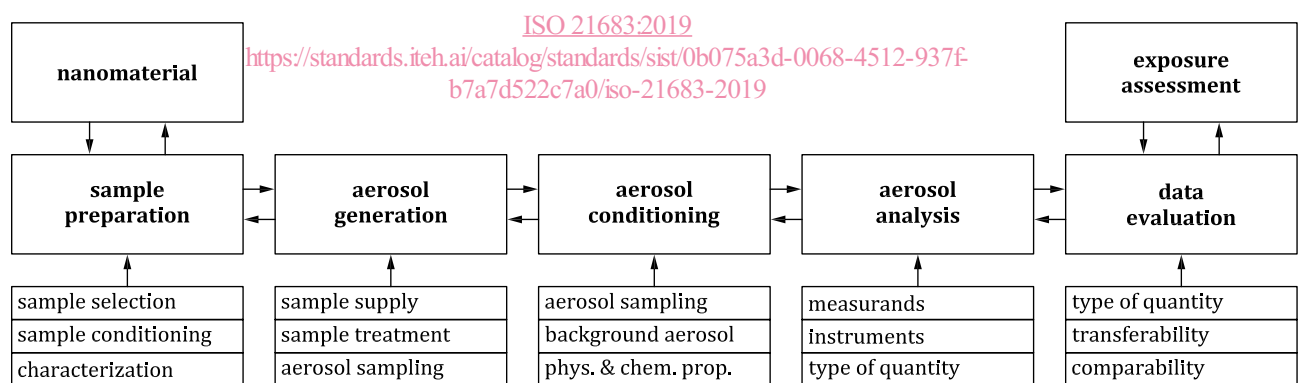 ISO 21683:2019
https://standards.iteh.ai/catalog/standards/sist/0b075a3d-0068-4512-937f-
b7a7d522c7a0/iso-21683-2019
nanomaterial
exposure
assessment
sample
preparation
aerosol
generation
aerosol
conditioning
aerosol
analysis
data
evaluation
sample selection
sample conditioning
characterization
sample supply
sample treatment
aerosol sampling
aerosol sampling
background aerosol
phys. & chem. prop.
measurands
instruments
type of quantity
type of quantity
transferability
comparability